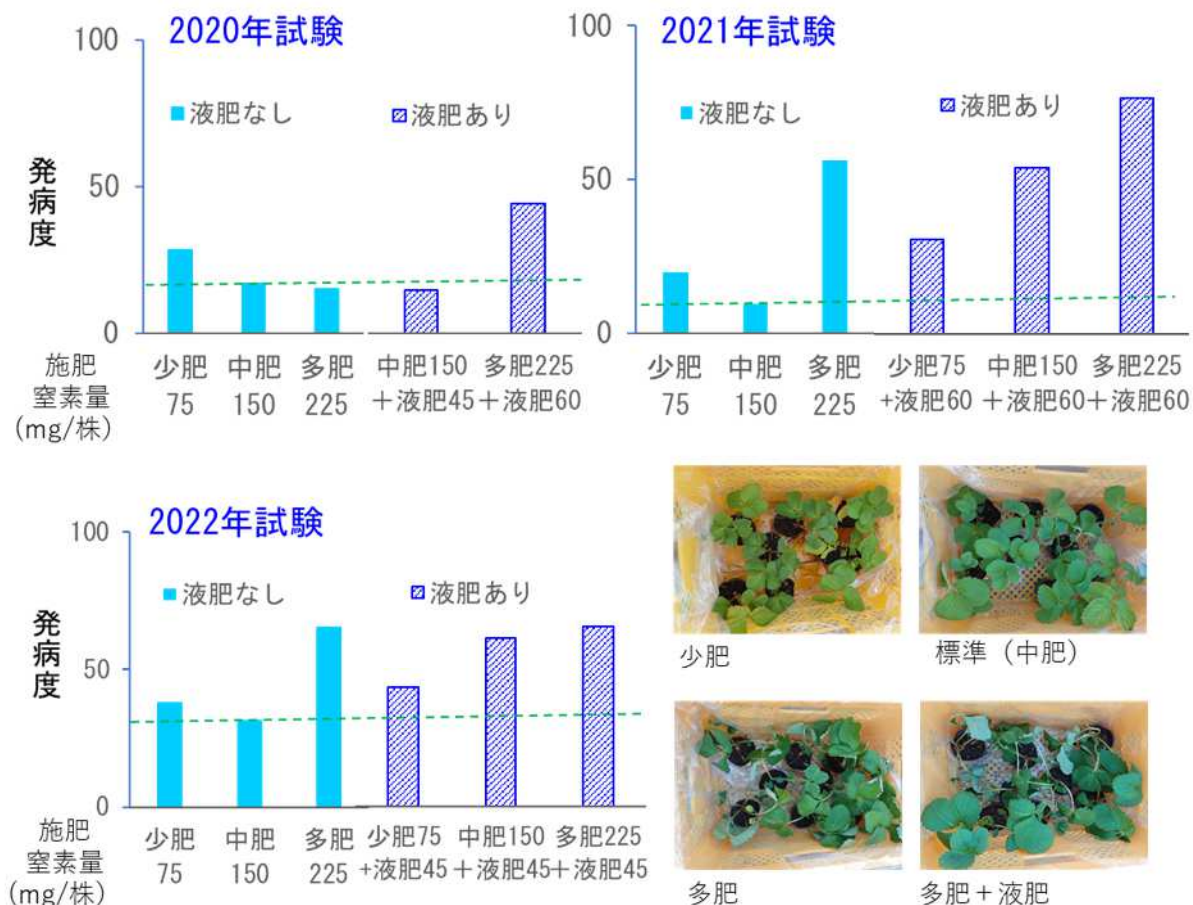 2020年試験
100
50
0
発病度
液肥なし
液肥あり
施肥
窒素量
(mg/株)
少肥 中肥 多肥 中肥150 多肥225
75 150 225 ＋液肥45 ＋液肥60
2021年試験
100
50
0
液肥なし
液肥あり
少肥 中肥 多肥 少肥75 中肥150 多肥225
75 150 225 +液肥60 ＋液肥60 ＋液肥60
2022年試験
100
50
0
発病度
液肥なし
液肥あり
施肥
窒素量
(mg/株)
少肥 中肥 多肥 少肥75 中肥150 多肥225
75 150 225 +液肥45 ＋液肥45 ＋液肥45
少肥
標準（中肥）
多肥
多肥＋液肥